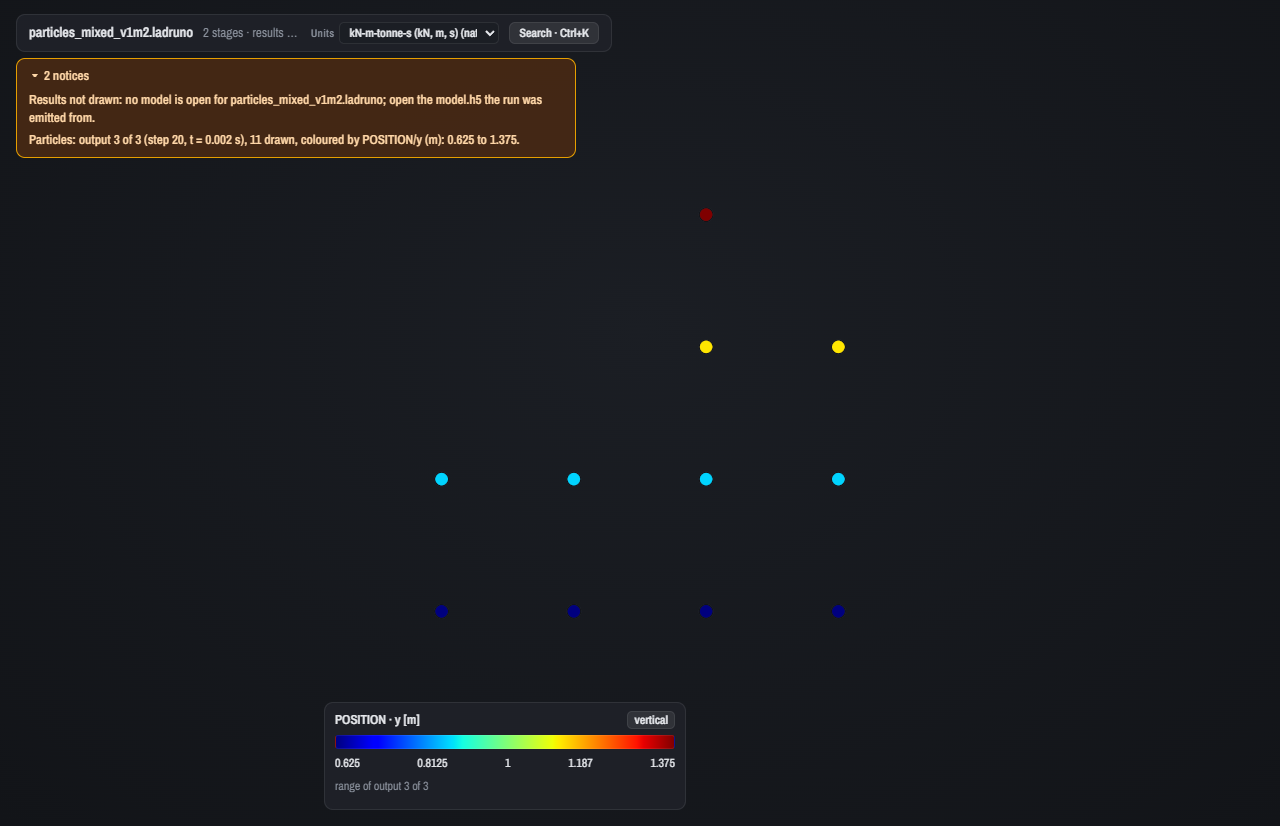 particles_mixed_v1m2.ladruno 2 stages · results … Units kN-m-tonne-s (kN, m, s) (nat Search · Ctrl+K
2 notices
Results not drawn: no model is open for particles_mixed_v1m2.ladruno; open the model.h5 the run was
emitted from.
Particles: output 3 of 3 (step 20, t = 0.002 s), 11 drawn, coloured by POSITION/y (m): 0.625 to 1.375.
POSITION · y [m] vertical
0.625 0.8125 1 1.187 1.375
range of output 3 of 3